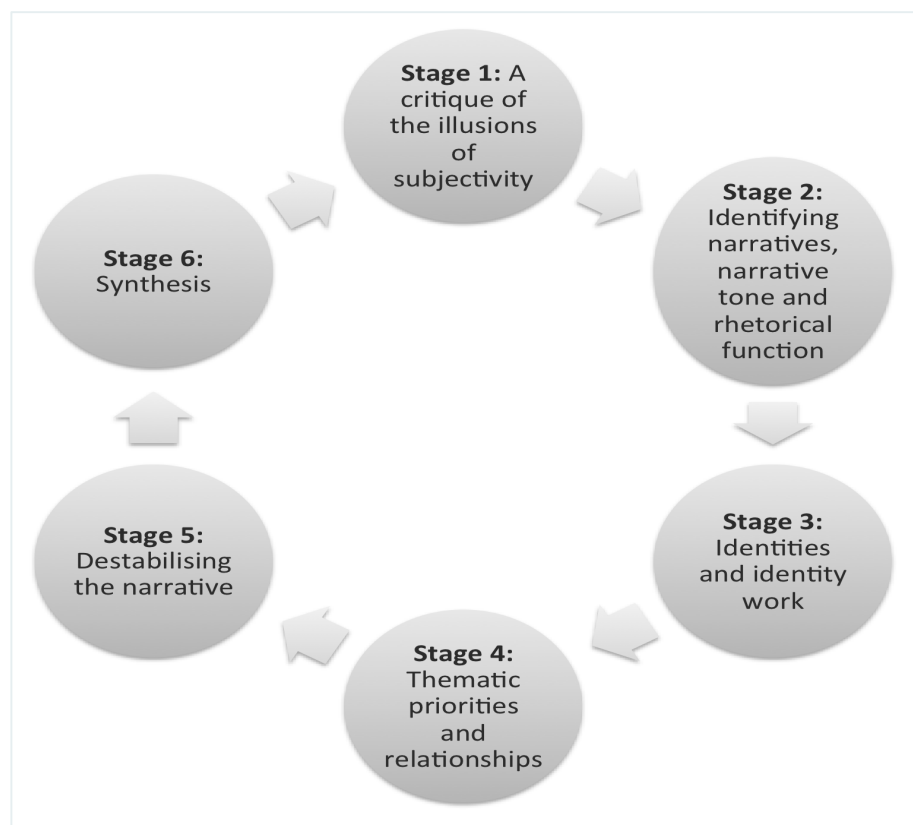 Stage 1: A
critique of
the illusions
of
subjectivity
Stage 2:
Identifying
narratives,
narrative
tone and
rhetorical
function
Stage 3:
Identities
and identity
work
Stage 4:
Thematic
priorities
and
relationships
Stage 5:
Destabilising
the narrative
Stage 6:
Synthesis